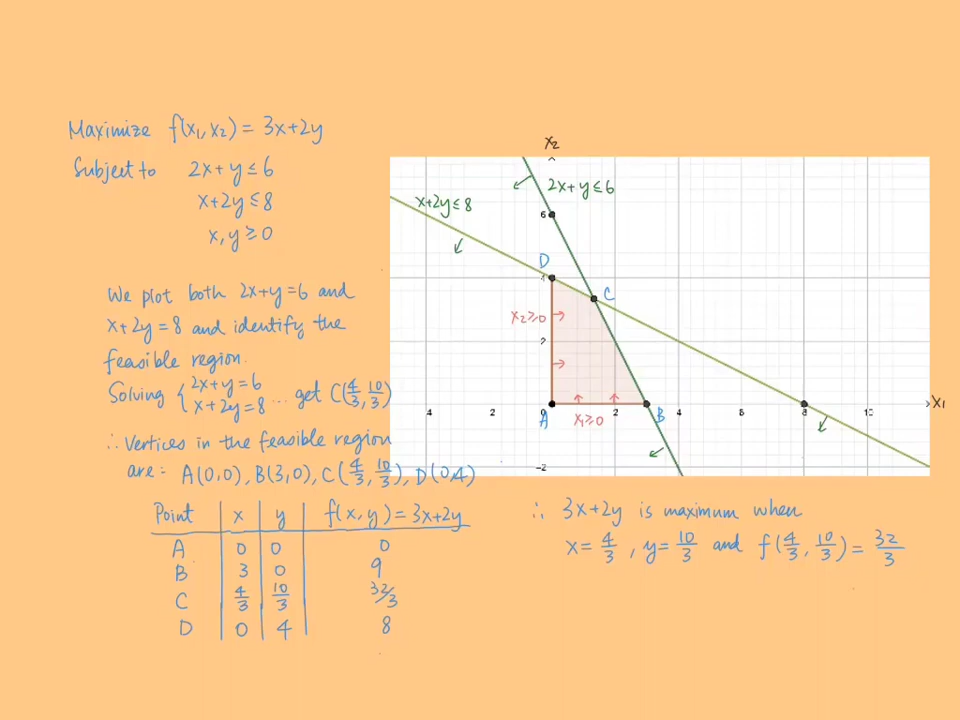 Maximize f(x₁, x₂) = 3x+2y
Subject to 2x+y ≤ 6
x+2y ≤ 8
x, y ≥ 0
We plot both 2x+y=6 and
x+2y=8 and identify the
feasible region.
Solving { 2x+y=6
x+2y=8 ... get C(4/3, 10/3)
∴ Vertices in the feasible region
are: A(0,0), B(3,0), C(4/3, 10/3), D(0,4)
Point x y f(x,y)=3x+2y
A 0 0 0
B 3 0 9
C 4/3 10/3 32/3
D 0 4 8
x₂
2x+y≤6
x+2y≤8
6
D
4
C
x₂≥0
2
4 2 0 2 4 6 8 10 x₁
A x₁≥0 B
−2
∴ 3x+2y is maximum when
x=4/3, y=10/3 and f(4/3, 10/3) = 32/3